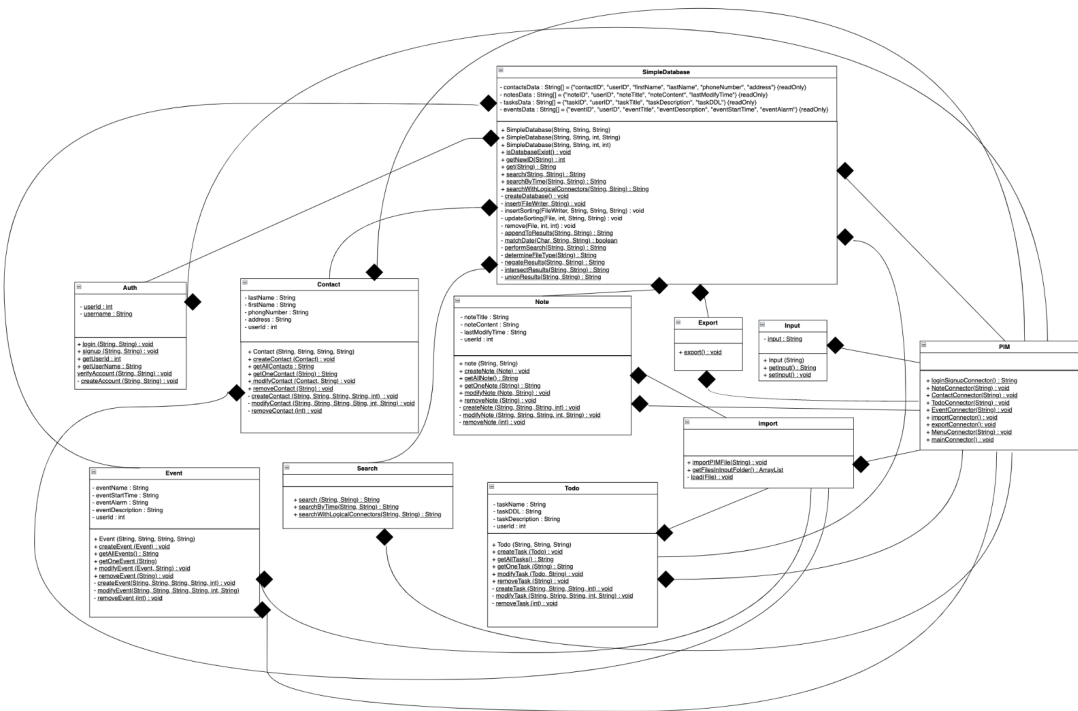 SimpleDatabase
- contactsData : String[] = {"contactID", "userID", "firstName", "lastName", "phoneNumber", "address"} {readOnly}
- notesData : String[] = {"noteID", "userID", "noteTitle", "noteContent", "lastModifyTime"} {readOnly}
- tasksData : String[] = {"taskID", "userID", "taskTitle", "taskDescription", "taskDDL"} {readOnly}
- eventsData : String[] = {"eventID", "userID", "eventTitle", "eventDescription", "eventStartTime", "eventAlarm"} {readOnly}
+ SimpleDatabase(String, String, String)
+ SimpleDatabase(String, String, int, String)
+ SimpleDatabase(String, String, int, int)
+ isDatabaseExist() : void
+ getNewID(String) : int
+ get(String) : String
+ search(String, String) : String
+ searchByTime(String, String) : String
+ searchWithLogicalConnectors(String, String) : String
- createDatabase() : void
- insert(FileWriter, String) : void
- insertSorting(FileWriter, String, String, String) : void
- updateSorting(File, int, String, String) : void
- remove(File, int, int) : void
- appendToResults(String, String) : String
- matchDate(Char, String, String) : boolean
- performSearch(String, String) : String
- determineFileType(String) : String
- negateResults(String, String) : String
- intersectResults(String, String) : String
- unionResults(String, String) : String
Auth
- userId : int
- username : String
+ login (String, String) : void
+ signup (String, String) : void
+ getUserId : int
+ getUserName : String
verifyAccount (String, String) : void
- createAccount (String, String) : void
Contact
- lastName : String
- firstName : String
- phongNumber : String
- address : String
- userId : int
+ Contact (String, String, String, String)
+ createContact (Contact) : void
+ getAllContacts : String
+ getOneContact (String) : String
+ modifyContact (Contact, String) : void
+ removeContact (String) : void
- createContact (String, String, String, String, int) : void
- modifyContact (String, String, String, String, int, String) : void
- removeContact (int) : void
Note
- noteTitle : String
- noteContent : String
- lastModifyTime : String
- userId : int
+ note (String, String)
+ createNote (Note) : void
+ getAllNote() : String
+ getOneNote (String) : String
+ modifyNote (Note, String) : void
+ removeNote (String) : void
- createNote (String, String, String, int) : void
- modifyNote (String, String, String, int, String) : void
- removeNote (int) : void
Export
+ export() : void
Input
- input : String
+ Input (String)
+ getInput() : String
+ setInput() : void
PIM
+ loginSignupConnector() : String
+ NoteConnector(String) : void
+ ContactConnector(String) : void
+ TodoConnector(String) : void
+ EventConnector(String) : void
+ importConnector() : void
+ exportConnector() : void
+ MenuConnector(String) : void
+ mainConnector() : void
import
+ importPIMFile(String) : void
+ getFilesInInputFolder() : ArrayList
- load(File) : void
Event
- eventName : String
- eventStartTime : String
- eventAlarm : String
- eventDescription : String
- userId : int
+ Event (String, String, String, String)
+ createEvent (Event) : void
+ getAllEvents() : String
+ getOneEvent (String)
+ modifyEvent (Event, String) : void
+ removeEvent (String) : void
- createEvent(String, String, String, String, int) : void
- modifyEvent(String, String, String, String, int, String)
- removeEvent (int) : void
Search
+ search (String, String) : String
+ searchByTime(String, String) : String
+ searchWithLogicalConnectors(String, String) : String
Todo
- taskName : String
- taskDDL : String
- taskDescription : String
- userId : int
+ Todo (String, String, String)
+ createTask (Todo) : void
+ getAllTasks() : String
+ getOneTask (String) : String
+ modifyTask (Todo, String) : void
+ removeTask (String) : void
- createTask (String, String, String, int) : void
- modifyTask (String, String, String, int, String) : void
- removeTask (int) : void